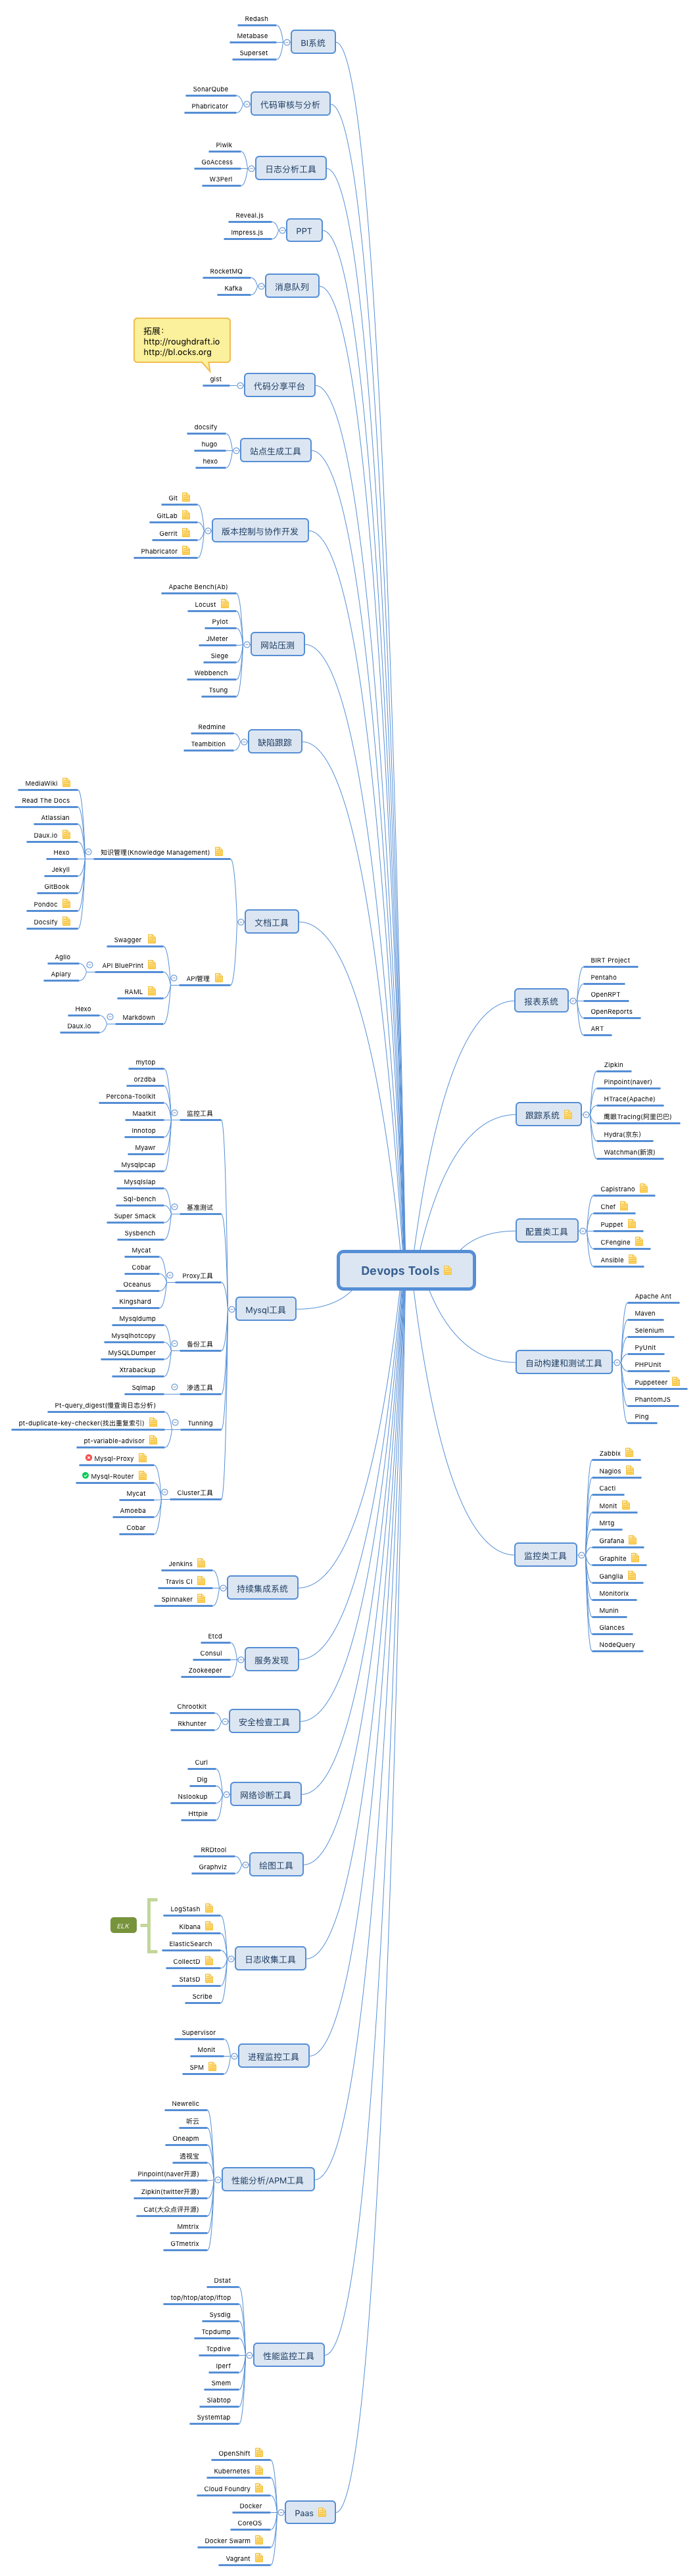 Redash
Metabase
Superset
BI系统
SonarQube
Phabricator
代码审核与分析
Piwik
GoAccess
W3Perl
日志分析工具
Reveal.js
Impress.js
PPT
RocketMQ
Kafka
消息队列
拓展：
http://roughdraft.io
http://bl.ocks.org
gist
代码分享平台
docsify
hugo
hexo
站点生成工具
Git
GitLab
Gerrit
Phabricator
版本控制与协作开发
Apache Bench(Ab)
Locust
Pylot
JMeter
Siege
Webbench
Tsung
网站压测
Redmine
Teambition
缺陷跟踪
MediaWiki
Read The Docs
Atlassian
Daux.io
Hexo
Jekyll
GitBook
Pondoc
Docsify
知识管理(Knowledge Management)
文档工具
Swagger
Aglio
Apiary
API BluePrint
RAML
Hexo
Daux.io
Markdown
API管理
mytop
orzdba
Percona-Toolkit
Maatkit
Innotop
Myawr
Mysqlpcap
监控工具
Mysqlslap
Sql-bench
Super Smack
Sysbench
基准测试
Mycat
Cobar
Oceanus
Kingshard
Proxy工具
Mysql工具
Mysqldump
Mysqlhotcopy
MySQLDumper
Xtrabackup
备份工具
Sqlmap
渗透工具
Pt-query_digest(慢查询日志分析)
pt-duplicate-key-checker(找出重复索引)
pt-variable-advisor
Tunning
Mysql-Proxy
Mysql-Router
Mycat
Amoeba
Cobar
Cluster工具
Jenkins
Travis CI
Spinnaker
持续集成系统
Etcd
Consul
Zookeeper
服务发现
Chrootkit
Rkhunter
安全检查工具
Curl
Dig
Nslookup
Httpie
网络诊断工具
RRDtool
Graphviz
绘图工具
ELK
LogStash
Kibana
ElasticSearch
CollectD
StatsD
Scribe
日志收集工具
Supervisor
Monit
SPM
进程监控工具
Newrelic
听云
Oneapm
透视宝
Pinpoint(naver开源)
Zipkin(twitter开源)
Cat(大众点评开源)
Mmtrix
GTmetrix
性能分析/APM工具
Dstat
top/htop/atop/iftop
Sysdig
Tcpdump
Tcpdive
Iperf
Smem
Slabtop
Systemtap
性能监控工具
OpenShift
Kubernetes
Cloud Foundry
Docker
CoreOS
Docker Swarm
Vagrant
Paas
Devops Tools
报表系统
BIRT Project
Pentaho
OpenRPT
OpenReports
ART
跟踪系统
Zipkin
Pinpoint(naver)
HTrace(Apache)
鹰眼Tracing(阿里巴巴)
Hydra(京东)
Watchman(新浪)
配置类工具
Capistrano
Chef
Puppet
CFengine
Ansible
自动构建和测试工具
Apache Ant
Maven
Selenium
PyUnit
PHPUnit
Puppeteer
PhantomJS
Ping
监控类工具
Zabbix
Nagios
Cacti
Monit
Mrtg
Grafana
Graphite
Ganglia
Monitorix
Munin
Glances
NodeQuery